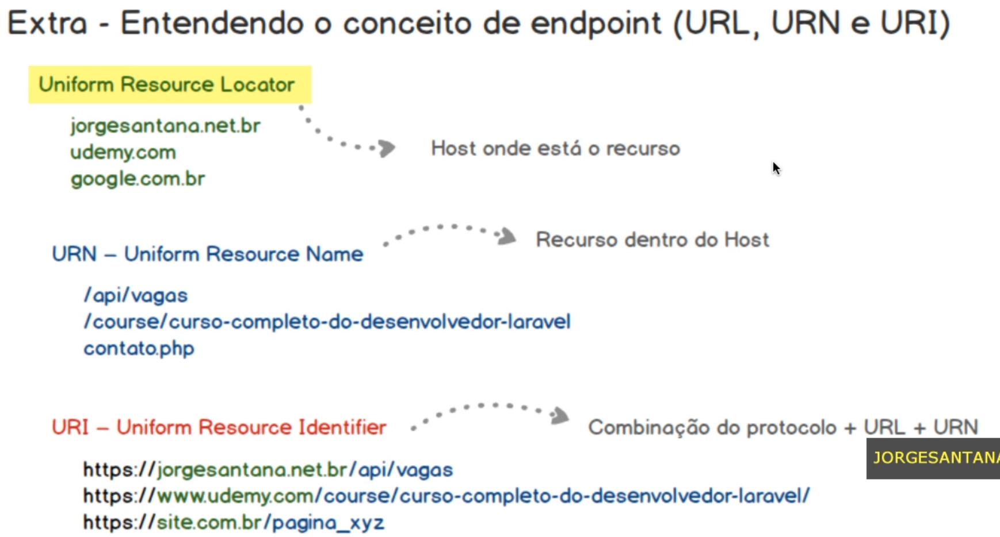 Extra - Entendendo o conceito de endpoint (URL, URN e URI)
Uniform Resource Locator
jorgesantana.net.br
udemy.com
google.com.br
Host onde está o recurso
URN – Uniform Resource Name
Recurso dentro do Host
/api/vagas
/course/curso-completo-do-desenvolvedor-laravel
contato.php
URI – Uniform Resource Identifier
Combinação do protocolo + URL + URN
JORGESANTANA
https://jorgesantana.net.br/api/vagas
https://www.udemy.com/course/curso-completo-do-desenvolvedor-laravel/
https://site.com.br/pagina_xyz